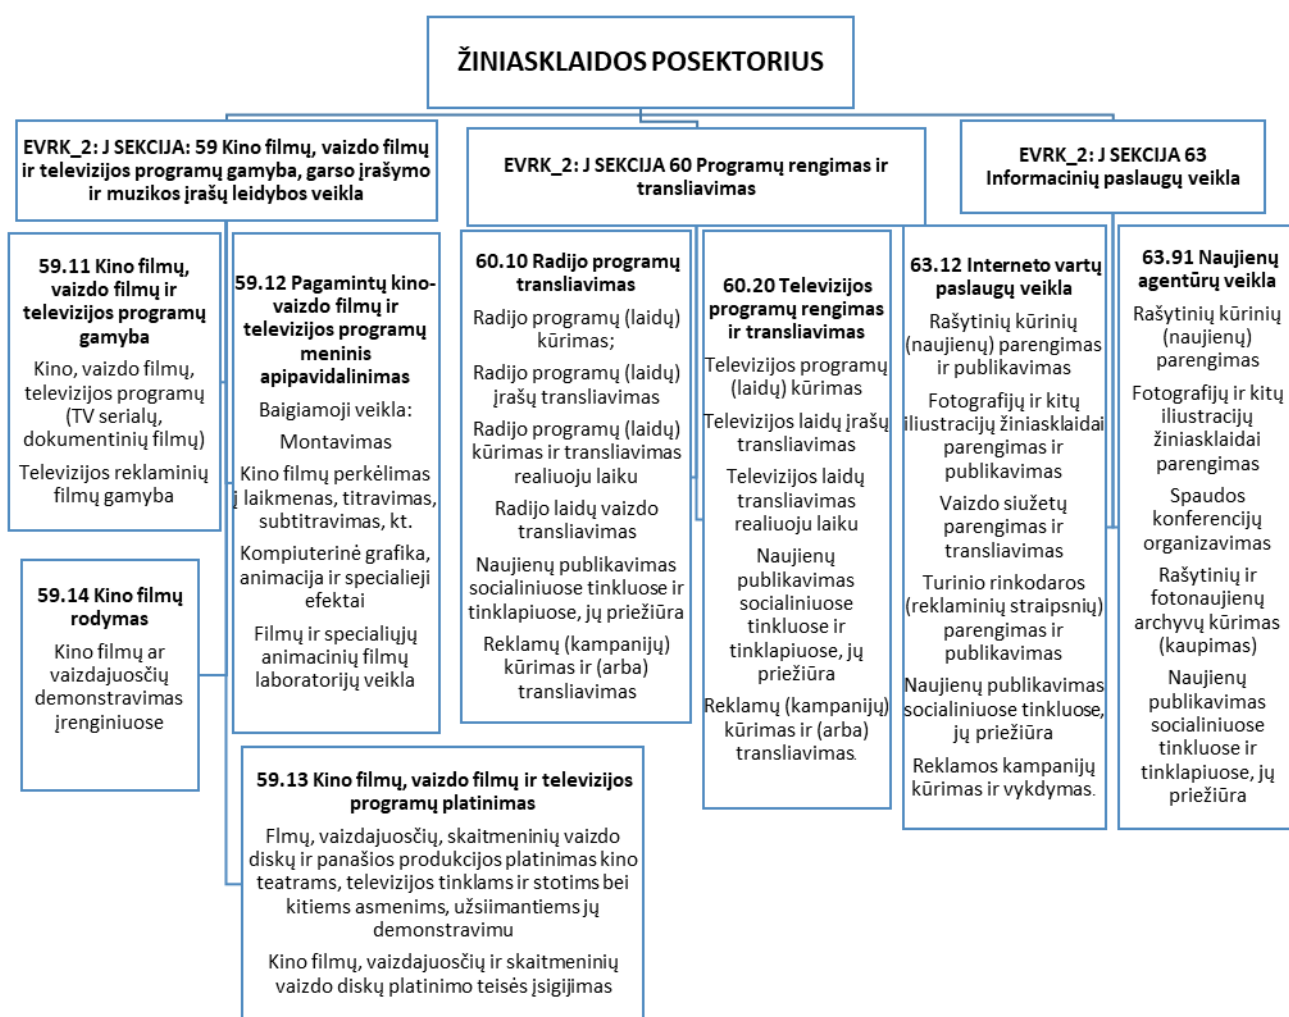 ŽINIASKLAIDOS POSEKTORIUS
EVRK_2: J SEKCIJA: 59 Kino filmų, vaizdo filmų
ir televizijos programų gamyba, garso įrašymo
ir muzikos įrašų leidybos veikla
EVRK_2: J SEKCIJA 60 Programų rengimas ir
transliavimas
EVRK_2: J SEKCIJA 63
Informacinių paslaugų veikla
59.11 Kino filmų,
vaizdo filmų ir
televizijos programų
gamyba
Kino, vaizdo filmų,
televizijos programų
(TV serialų,
dokumentinių filmų)
Televizijos reklaminių
filmų gamyba
59.12 Pagamintų kino-
vaizdo filmų ir
televizijos programų
meninis
apipavidalinimas
Baigiamoji veikla:
Montavimas
Kino filmų perkėlimas
į laikmenas, titravimas,
subtitravimas, kt.
Kompiuterinė grafika,
animacija ir specialieji
efektai
Filmų ir specialiųjų
animacinių filmų
laboratorijų veikla
59.14 Kino filmų
rodymas
Kino filmų ar
vaizdajuosčių
demonstravimas
įrenginiuose
59.13 Kino filmų, vaizdo filmų ir televizijos
programų platinimas
Flmų, vaizdajuosčių, skaitmeninių vaizdo
diskų ir panašios produkcijos platinimas kino
teatrams, televizijos tinklams ir stotims bei
kitiems asmenims, užsiimantiems jų
demonstravimu
Kino filmų, vaizdajuosčių ir skaitmeninių
vaizdo diskų platinimo teisės įsigijimas
60.10 Radijo programų
transliavimas
Radijo programų (laidų)
kūrimas;
Radijo programų (laidų)
įrašų transliavimas
Radijo programų (laidų)
kūrimas ir transliavimas
realiuoju laiku
Radijo laidų vaizdo
transliavimas
Naujienų publikavimas
socialiniuose tinkluose ir
tinklapiuose, jų priežiūra
Reklamų (kampanijų)
kūrimas ir (arba)
transliavimas
60.20 Televizijos
programų rengimas
ir transliavimas
Televizijos programų
(laidų) kūrimas
Televizijos laidų įrašų
transliavimas
Televizijos laidų
transliavimas
realiuoju laiku
Naujienų
publikavimas
socialiniuose
tinkluose ir
tinklapiuose, jų
priežiūra
Reklamų (kampanijų)
kūrimas ir (arba)
transliavimas.
63.12 Interneto vartų
paslaugų veikla
Rašytinių kūrinių
(naujienų) parengimas
ir publikavimas
Fotografijų ir kitų
iliustracijų žiniasklaidai
parengimas ir
publikavimas
Vaizdo siužetų
parengimas ir
transliavimas
Turinio rinkodaros
(reklaminių straipsnių)
parengimas ir
publikavimas
Naujienų publikavimas
socialiniuose tinkluose,
jų priežiūra
Reklamos kampanijų
kūrimas ir vykdymas.
63.91 Naujienų
agentūrų veikla
Rašytinių kūrinių
(naujienų)
parengimas
Fotografijų ir kitų
iliustracijų
žiniasklaidai
parengimas
Spaudos
konferencijų
organizavimas
Rašytinių ir
fotonaujienų
archyvų kūrimas
(kaupimas)
Naujienų
publikavimas
socialiniuose
tinkluose ir
tinklapiuose, jų
priežiūra